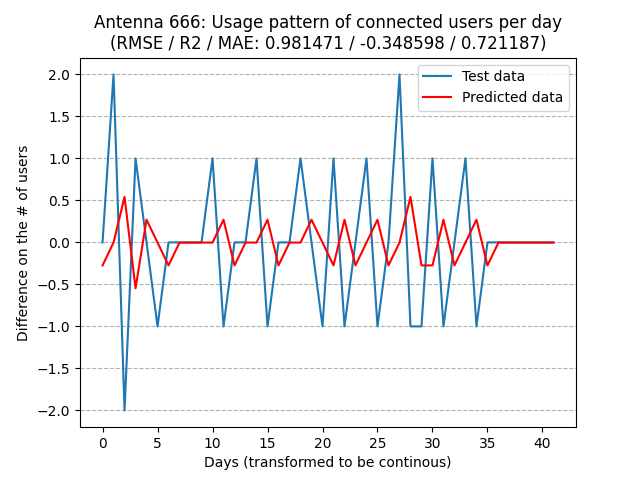 Antenna 666: Usage pattern of connected users per day
(RMSE / R2 / MAE: 0.981471 / -0.348598 / 0.721187)
Test data
Predicted data
Difference on the # of users
2.0
1.5
1.0
0.5
0.0
−0.5
−1.0
−1.5
−2.0
0 5 10 15 20 25 30 35 40
Days (transformed to be continous)